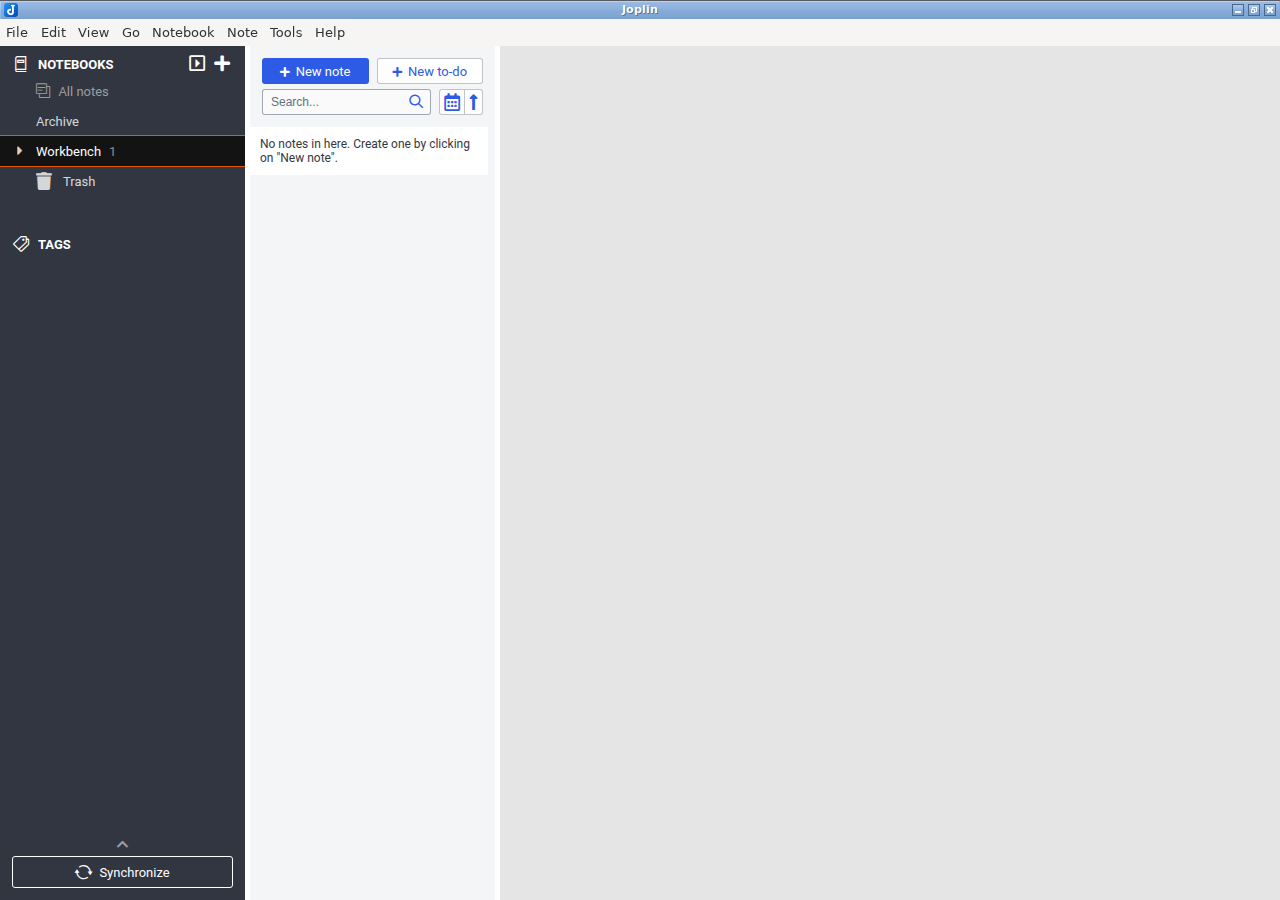 Joplin
File Edit View Go Notebook Note Tools Help
NOTEBOOKS
All notes
Archive
Workbench 1
Trash
TAGS
Synchronize
New note
New to-do
Search...
No notes in here. Create one by clicking
on "New note".